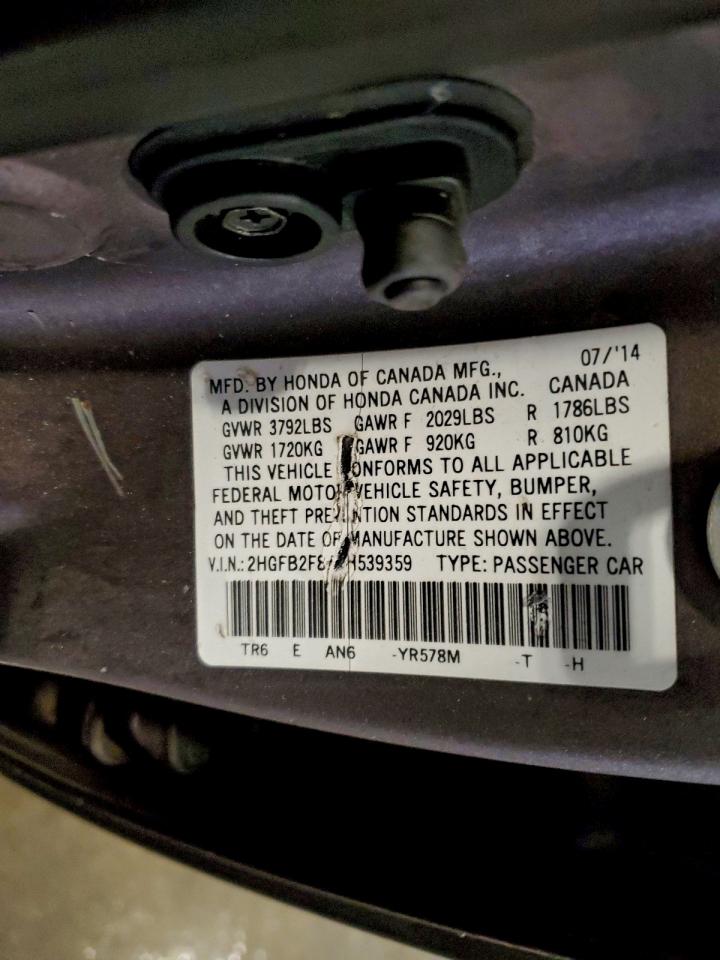 07/'14
MFD. BY HONDA OF CANADA MFG.,
A DIVISION OF HONDA CANADA INC. CANADA
GVWR 3792LBS GAWR F 2029LBS R 1786LBS
GVWR 1720KG GAWR F 920KG R 810KG
THIS VEHICLE CONFORMS TO ALL APPLICABLE
FEDERAL MOTOR VEHICLE SAFETY, BUMPER,
AND THEFT PREVENTION STANDARDS IN EFFECT
ON THE DATE OF MANUFACTURE SHOWN ABOVE.
V.I.N.: TYPE: PASSENGER CAR
TR6 E AN6 -YR578M -T -H